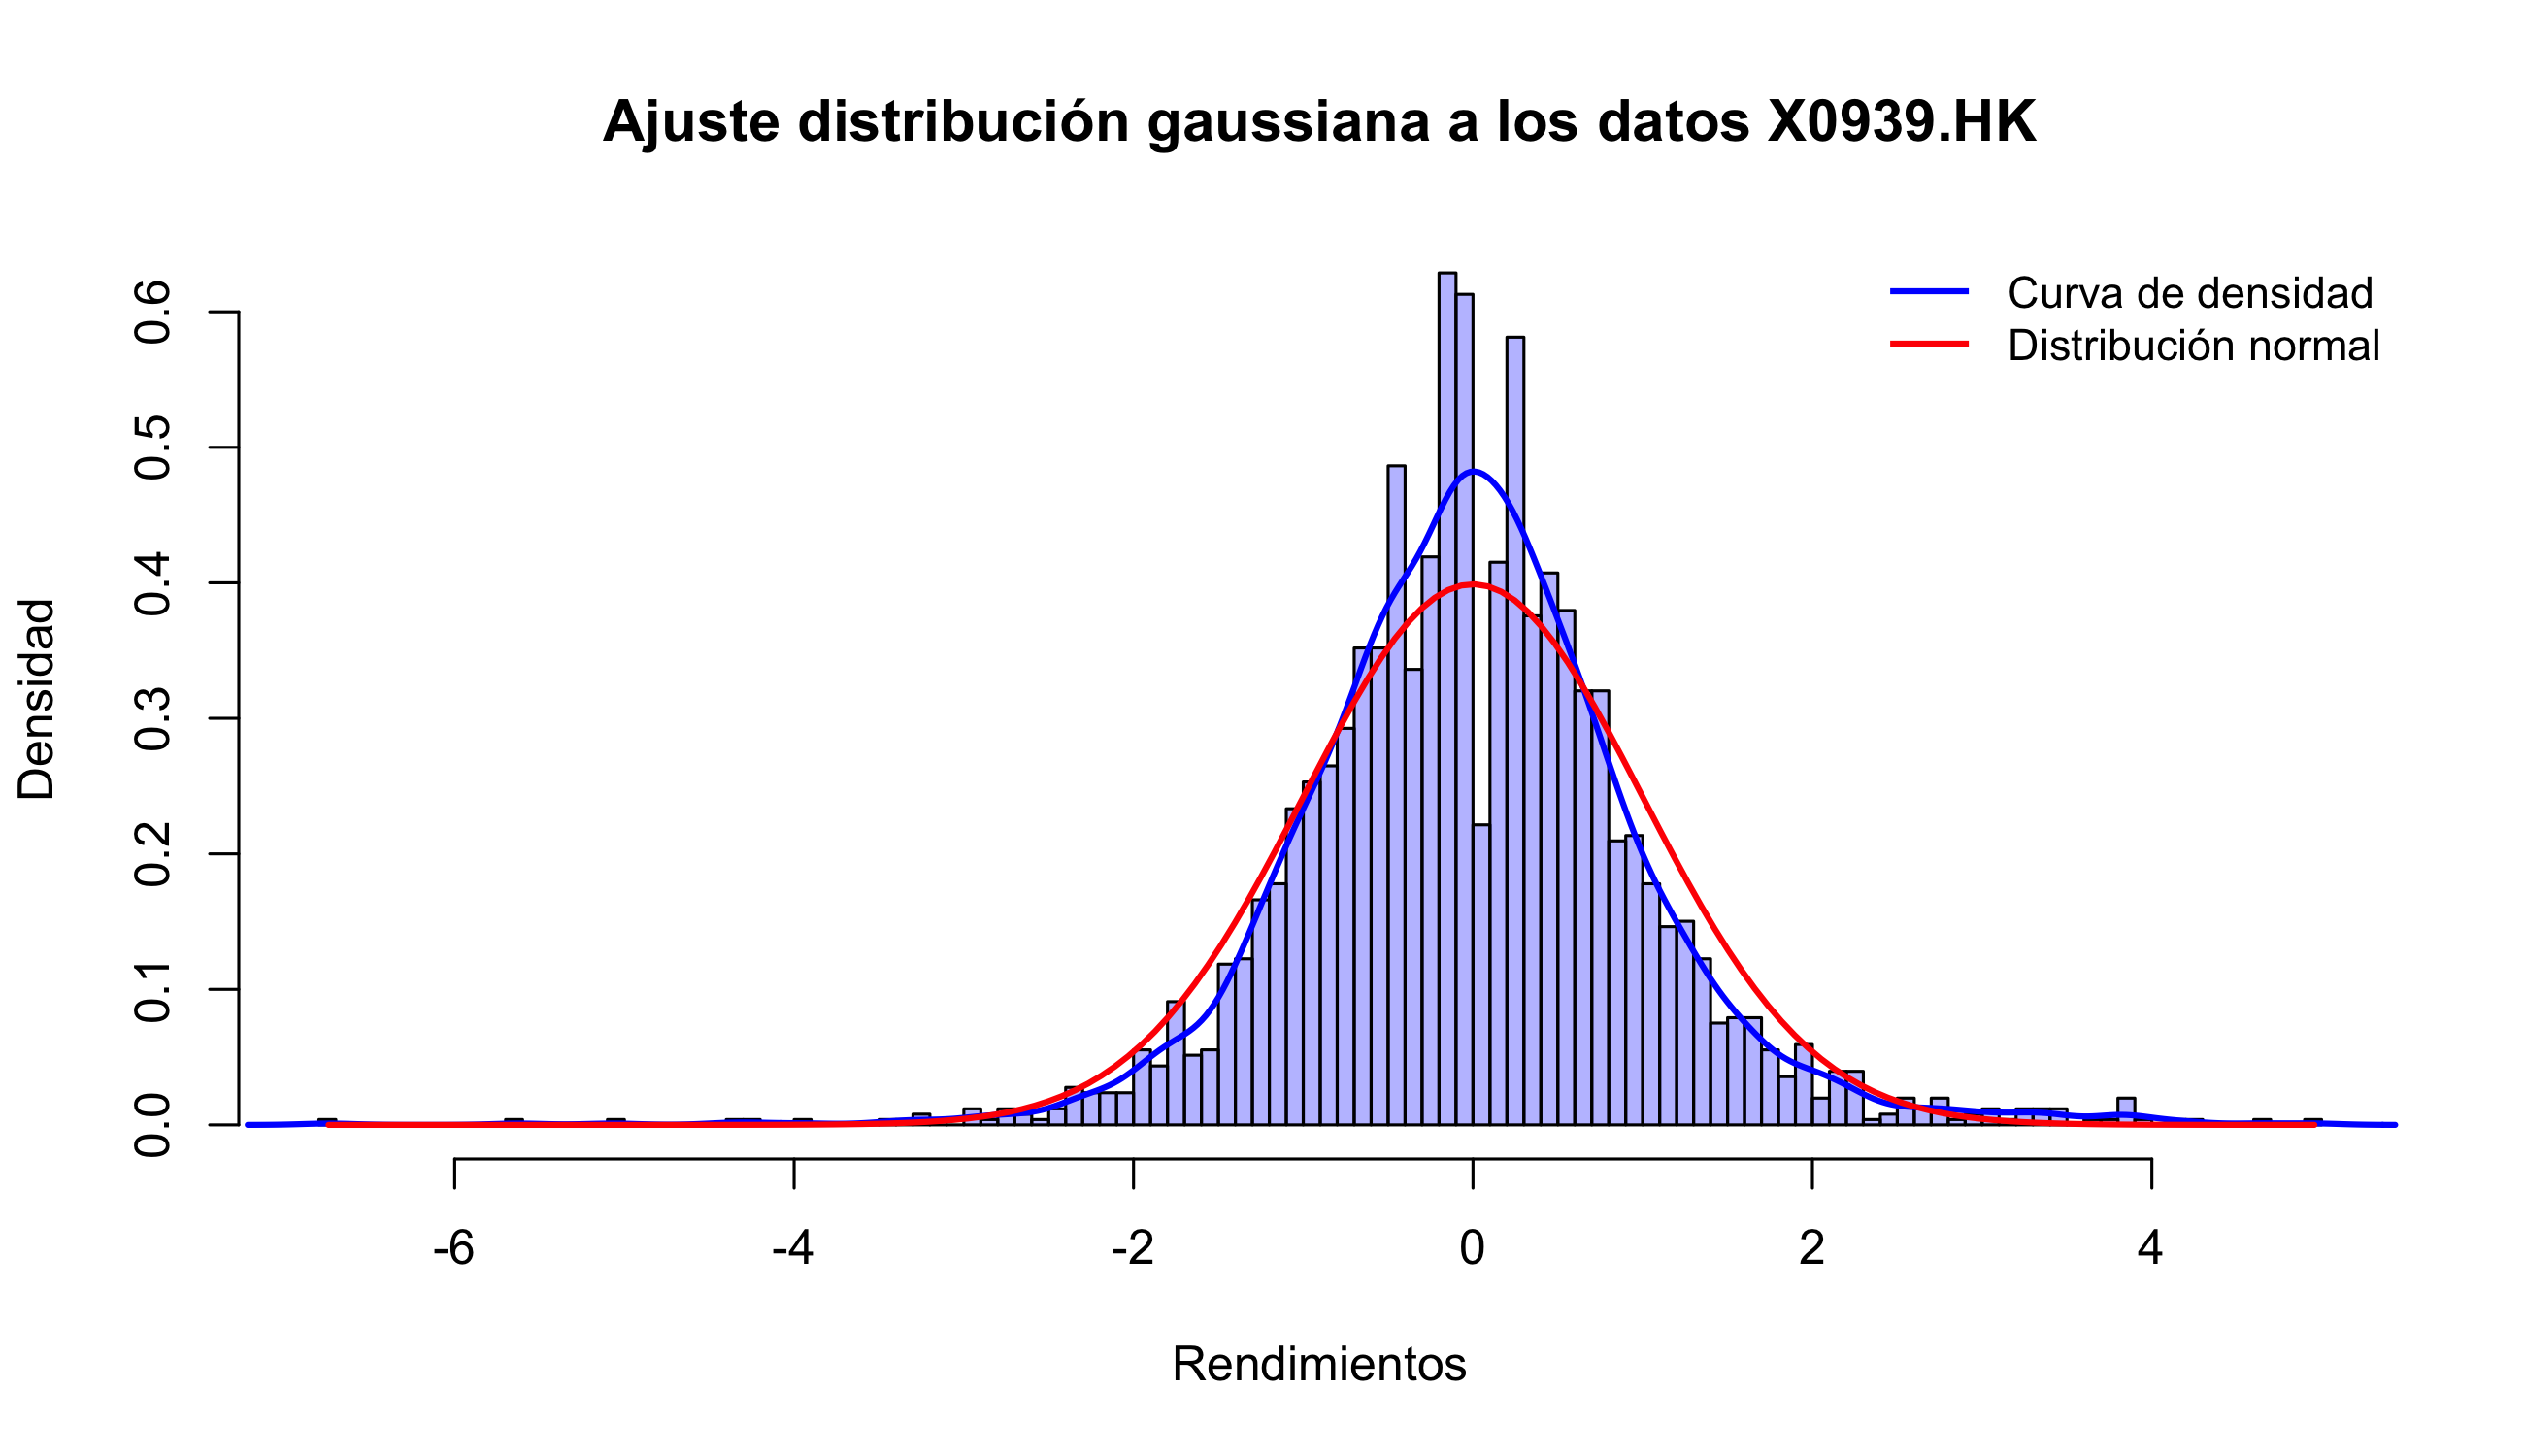 Ajuste distribución gaussiana a los datos X0939.HK
Curva de densidad
Distribución normal
Densidad
0.6
0.5
0.4
0.3
0.2
0.1
0.0
-6 -4 -2 0 2 4
Rendimientos